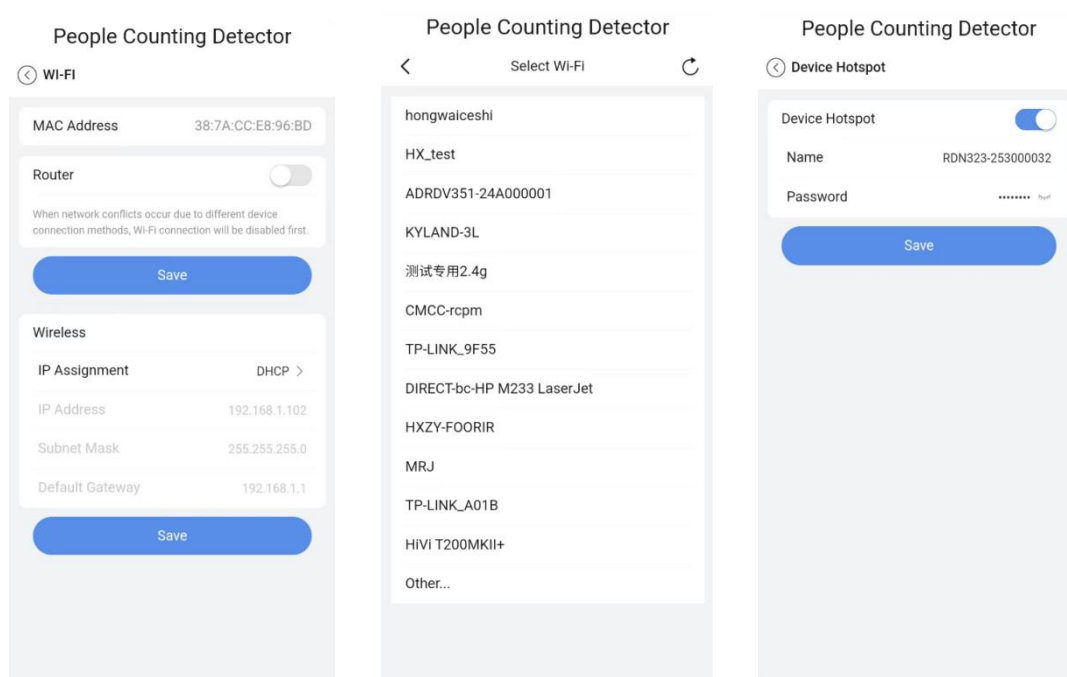 People Counting Detector
WI-FI
MAC Address 38:7A:CC:E8:96:BD
Router
When network conflicts occur due to different device
connection methods, Wi-Fi connection will be disabled first.
Save
Wireless
IP Assignment DHCP >
IP Address 192.168.1.102
Subnet Mask 255.255.255.0
Default Gateway 192.168.1.1
Save
People Counting Detector
Select Wi-Fi
hongwaiceshi
HX_test
ADRDV351-24A000001
KYLAND-3L
测试专用2.4g
CMCC-rcpm
TP-LINK_9F55
DIRECT-bc-HP M233 LaserJet
HXZY-FOORIR
MRJ
TP-LINK_A01B
HiVi T200MKII+
Other...
People Counting Detector
Device Hotspot
Device Hotspot
Name RDN323-253000032
Password ••••••••
Save